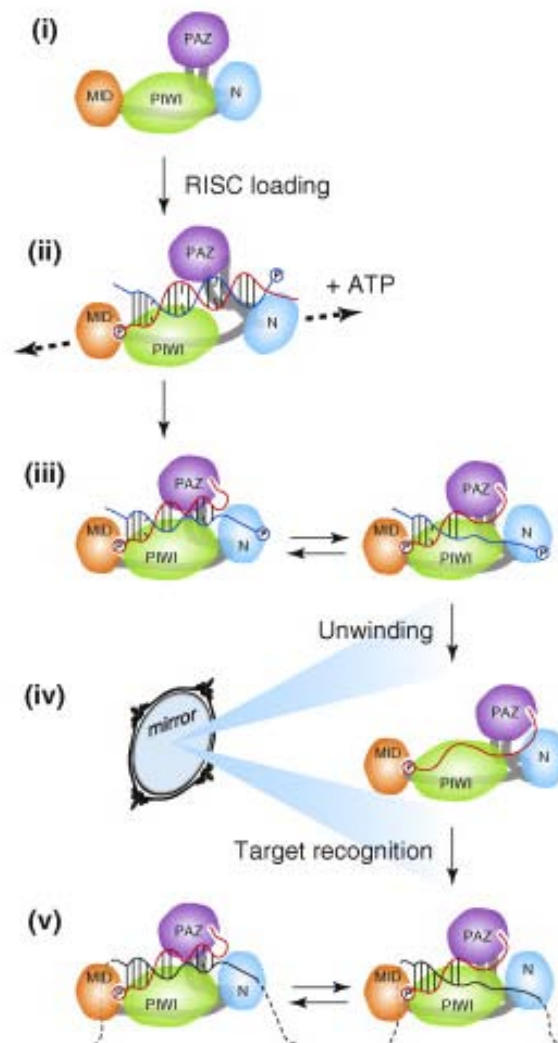 (i)
PAZ
MID PIWI N
RISC loading
(ii)
PAZ
P
+ ATP
MID P PIWI N
(iii)
PAZ PAZ
MID P PIWI N P MID P PIWI N P
Unwinding
(iv)
mirror
PAZ
MID P PIWI N
Target recognition
(v)
PAZ PAZ
MID P PIWI N MID P PIWI N